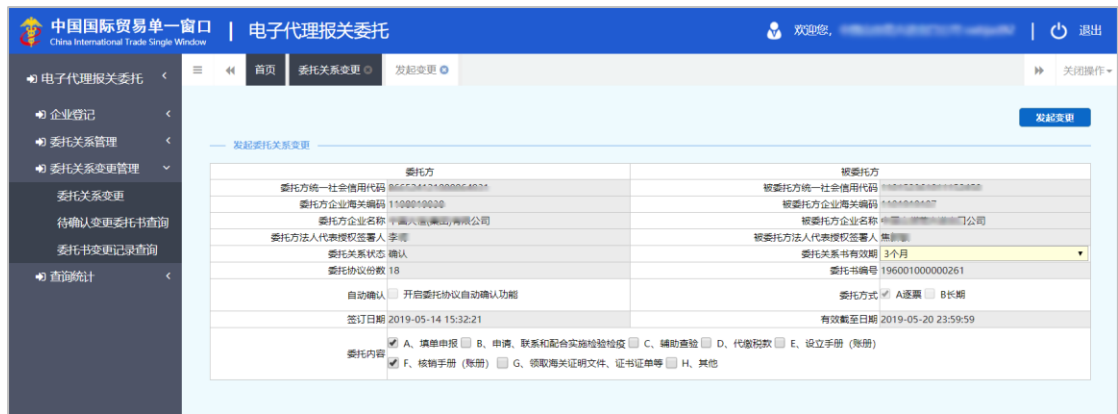 中国国际贸易单一窗口 | 电子代理报关委托 欢迎您, | 退出
China International Trade Single Window
电子代理报关委托 首页 委托关系变更 发起变更 关闭操作
企业登记 发起变更
委托关系管理 发起委托关系变更
委托关系变更管理
委托关系变更
待确认变更委托书查询
委托书变更记录查询
查询统计
委托方 被委托方
委托方统一社会信用代码 被委托方统一社会信用代码
委托方企业海关编码 被委托方企业海关编码
委托方企业名称 有限公司 被委托方企业名称 口公司
委托方法人代表授权签署人 李 被委托方法人代表授权签署人 焦
委托关系状态 确认 委托关系书有效期 3个月
委托协议份数 18 委托书编号 196001000000261
自动确认 开启委托协议自动确认功能 委托方式 A逐票 B长期
签订日期 2019-05-14 15:32:21 有效截至日期 2019-05-20 23:59:59
委托内容 A、填单申报 B、申请、联系和配合实施检验检疫 C、辅助查验 D、代缴税款 E、设立手册（账册）
F、核销手册（账册） G、领取海关证明文件、证书证单等 H、其他